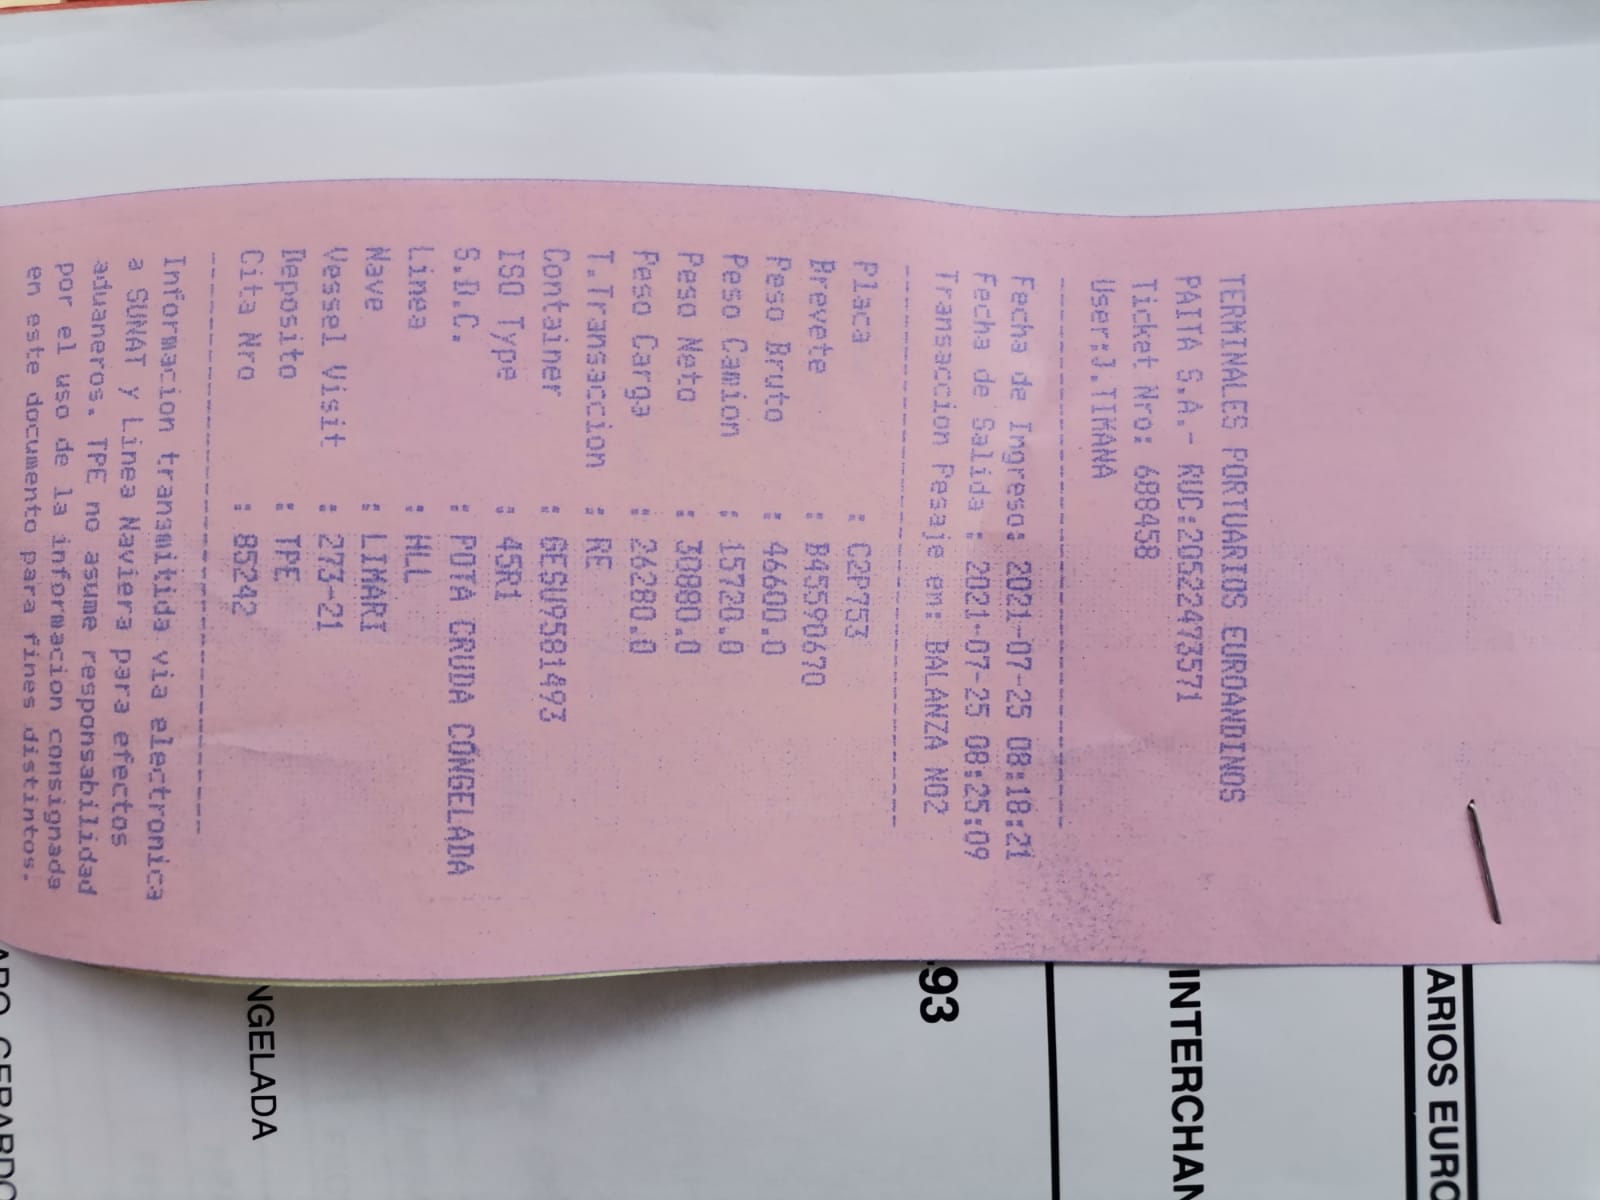 TERMINALES PORTUARIOS EUROANDINOS
PAITA S.A.- RUC:20522473571
Ticket Nro: 688458
User:J.TIMANA
--------------------------------
Fecha de Ingreso: 2021-07-25 08:18:21
Fecha de Salida : 2021-07-25 08:25:09
Transaccion Pesaje en: BALANZA N02
--------------------------------
Placa : C2P753
Brevete : B45590670
Peso Bruto : 46600.0
Peso Camion : 15720.0
Peso Neto : 30880.0
Peso Carga : 26280.0
T.Transaccion : RE
Container : GESU9581493
ISO Type : 45R1
S.D.C. : POTA CRUDA CONGELADA
Linea : HLL
Nave : LIMARI
Vessel Visit : 273-21
Deposito : TPE
Cita Nro : 85242
--------------------------------
Informacion transmitida via electronica
a SUNAT y Linea Naviera para efectos
aduaneros. TPE no asume responsabilidad
por el uso de la informacion consignada
en este documento para fines distintos.
ARIOS EURO
INTERCHAN
93
NGELADA
GERARDO